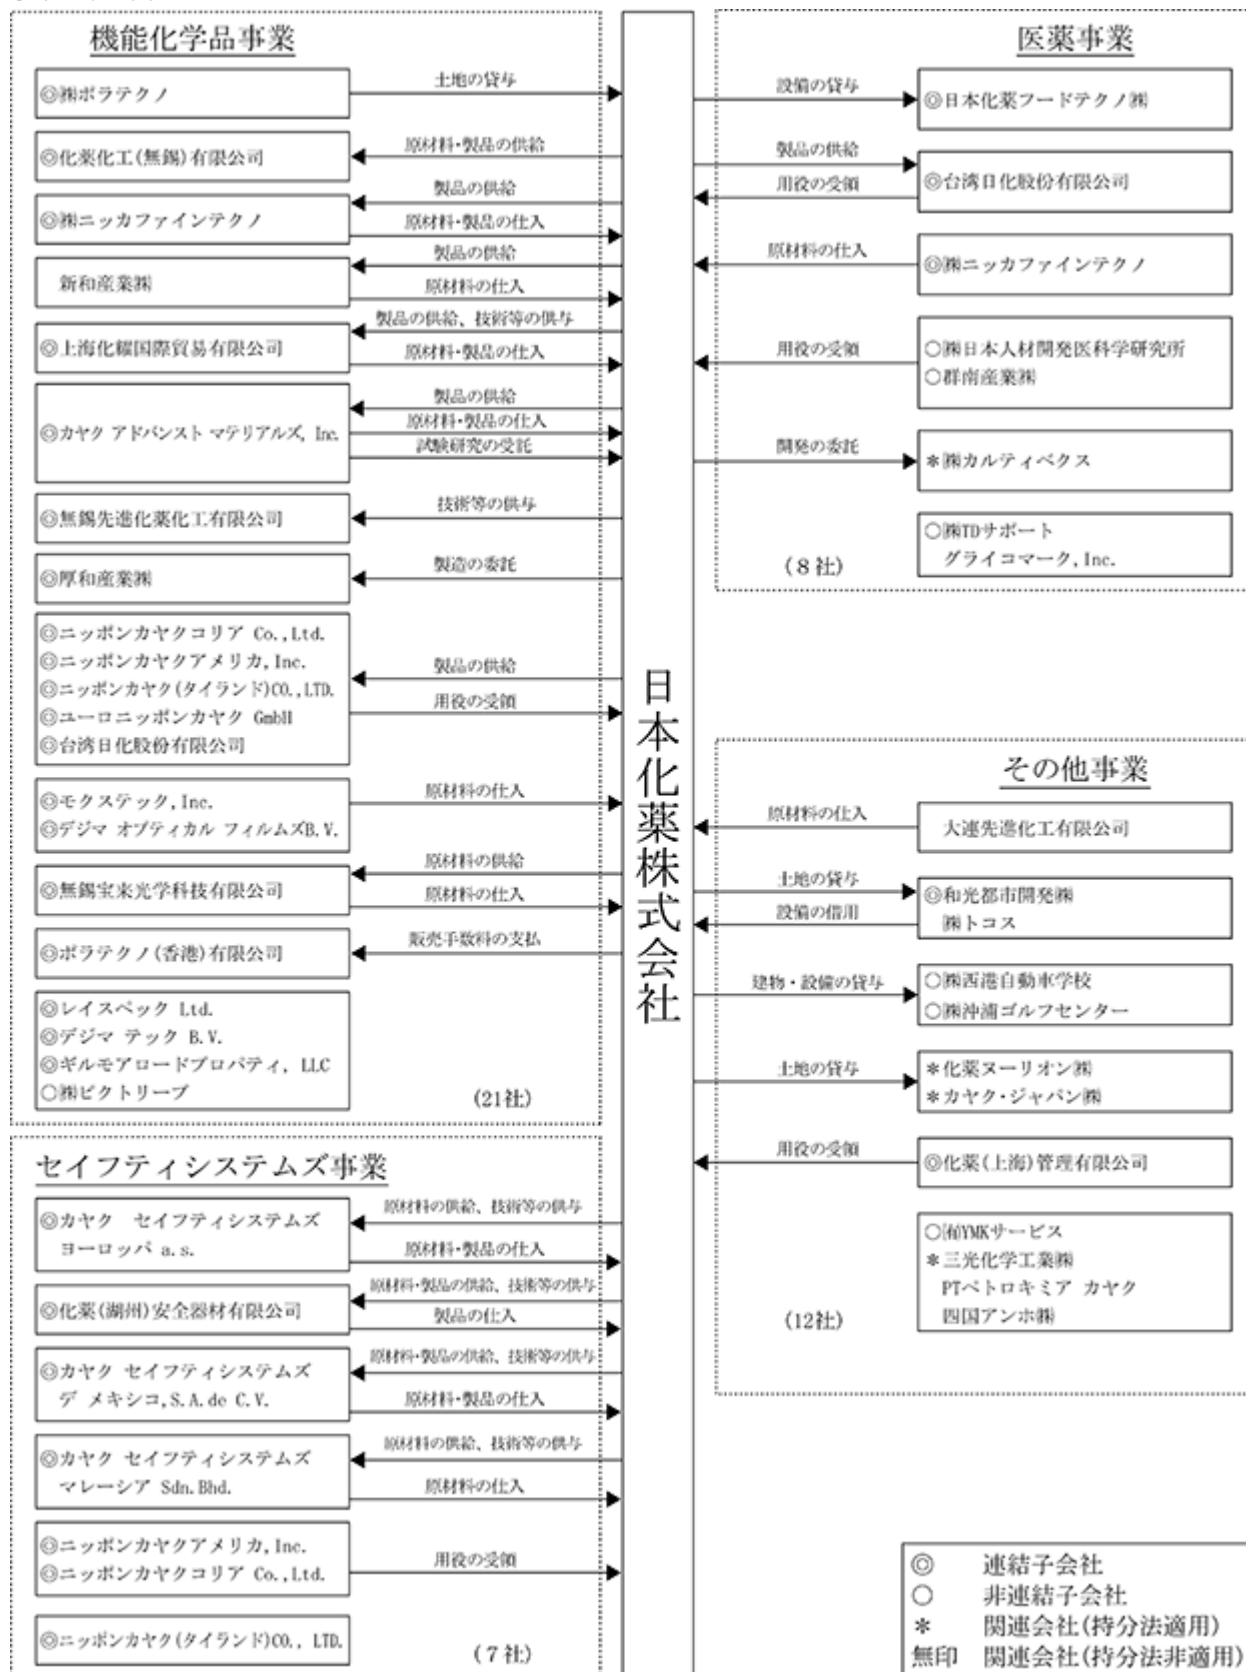 機能化学品事業
◎㈱ポラテクノ
土地の貸与
◎化薬化工(無錫)有限公司
原材料・製品の供給
◎㈱ニッカファインテクノ
製品の供給
原材料・製品の仕入
新和産業㈱
製品の供給
原材料の仕入
◎上海化耀国際貿易有限公司
製品の供給、技術等の供与
原材料・製品の仕入
◎カヤク アドバンスト マテリアルズ, Inc.
製品の供給
原材料・製品の仕入
試験研究の受託
◎無錫先進化薬化工有限公司
技術等の供与
◎厚和産業㈱
製造の委託
◎ニッポンカヤクコリア Co.,Ltd.
◎ニッポンカヤクアメリカ, Inc.
◎ニッポンカヤク(タイランド)CO., LTD.
◎ユーロニッポンカヤク GmbH
◎台湾日化股份有限公司
製品の供給
用役の受領
◎モクステック, Inc.
◎デジマ オプティカル フィルムズB.V.
原材料の仕入
◎無錫宝来光学科技有限公司
原材料の供給
原材料の仕入
◎ポラテクノ(香港)有限公司
販売手数料の支払
◎レイスペック Ltd.
◎デジマ テック B.V.
◎ギルモアロードプロパティ, LLC
○㈱ピクトリーブ
(21社)
セイフティシステムズ事業
◎カヤク セイフティシステムズ
ヨーロッパ a.s.
原材料の供給、技術等の供与
原材料・製品の仕入
◎化薬(湖州)安全器材有限公司
原材料・製品の供給、技術等の供与
製品の仕入
◎カヤク セイフティシステムズ
デ メキシコ, S.A.de C.V.
原材料・製品の供給、技術等の供与
原材料・製品の仕入
◎カヤク セイフティシステムズ
マレーシア Sdn.Bhd.
原材料の供給、技術等の供与
原材料の仕入
◎ニッポンカヤクアメリカ, Inc.
◎ニッポンカヤクコリア Co.,Ltd.
用役の受領
◎ニッポンカヤク(タイランド)CO., LTD.
(7社)
日本化薬株式会社
医薬事業
設備の貸与
◎日本化薬フードテクノ㈱
製品の供給
用役の受領
◎台湾日化股份有限公司
原材料の仕入
◎㈱ニッカファインテクノ
用役の受領
○㈱日本人材開発医科学研究所
○群南産業㈱
開発の委託
＊㈱カルティベクス
○㈱TDサポート
グライコマーク, Inc.
(8社)
その他事業
原材料の仕入
大連先進化工有限公司
土地の貸与
設備の借用
◎和光都市開発㈱
㈱トコス
建物・設備の貸与
○㈱西港自動車学校
○㈱沖浦ゴルフセンター
土地の貸与
＊化薬ヌーリオン㈱
＊カヤク・ジャパン㈱
用役の受領
◎化薬(上海)管理有限公司
○㈲YMKサービス
＊三光化学工業㈱
PTペトロキミア カヤク
四国アンホ㈱
(12社)
◎ 連結子会社
○ 非連結子会社
＊ 関連会社(持分法適用)
無印 関連会社(持分法非適用)